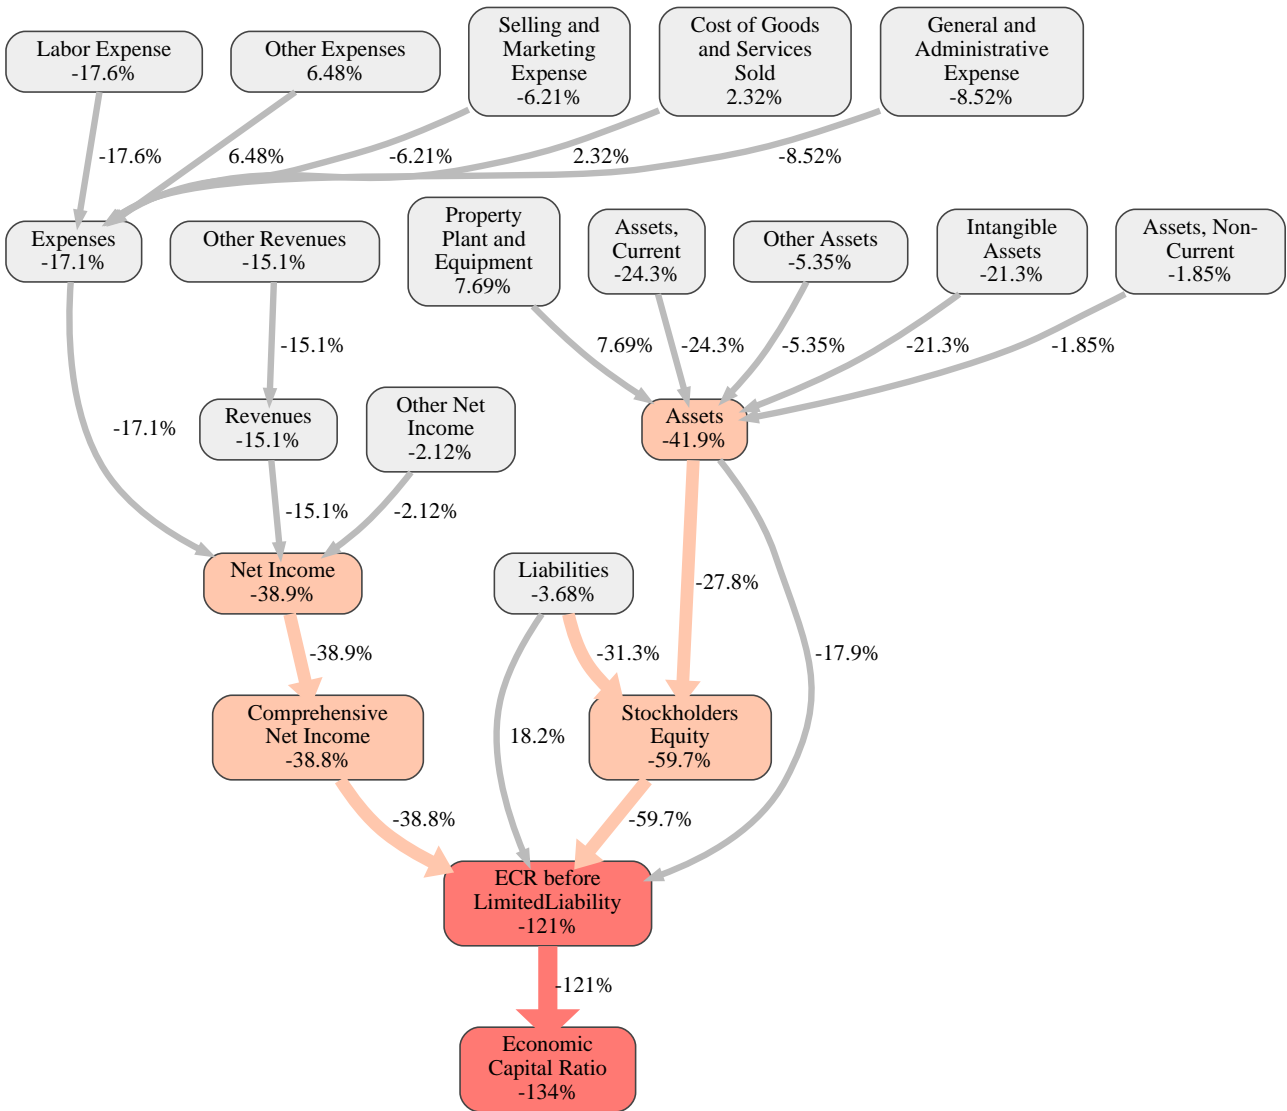 Labor Expense
-17.6%
Other Expenses
6.48%
Selling and
Marketing
Expense
-6.21%
Cost of Goods
and Services
Sold
2.32%
General and
Administrative
Expense
-8.52%
-17.6%
6.48%
-6.21%
2.32%
-8.52%
Expenses
-17.1%
Other Revenues
-15.1%
Property
Plant and
Equipment
7.69%
Assets,
Current
-24.3%
Other Assets
-5.35%
Intangible
Assets
-21.3%
Assets, Non-
Current
-1.85%
-15.1%
7.69%
-24.3%
-5.35%
-21.3%
-1.85%
-17.1%
Revenues
-15.1%
Other Net
Income
-2.12%
Assets
-41.9%
-15.1%
-2.12%
Net Income
-38.9%
Liabilities
-3.68%
-27.8%
-38.9%
-31.3%
-17.9%
Comprehensive
Net Income
-38.8%
18.2%
Stockholders
Equity
-59.7%
-38.8%
-59.7%
ECR before
LimitedLiability
-121%
-121%
Economic
Capital Ratio
-134%